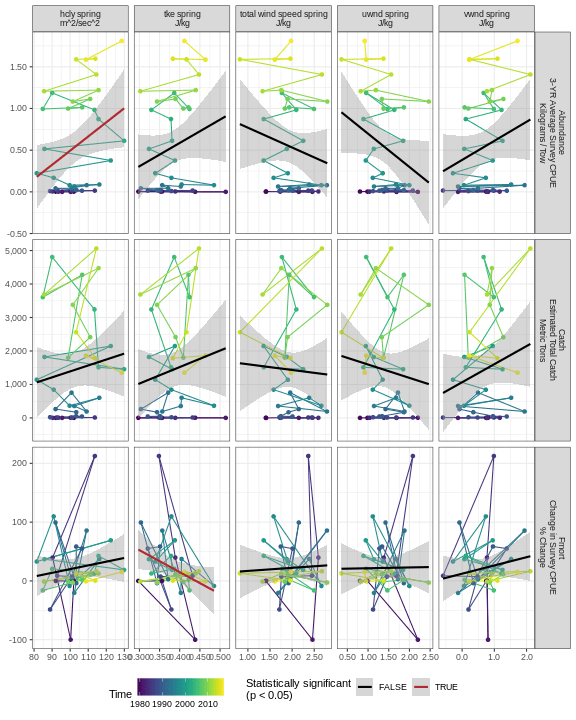 hdly spring tke spring total wind speed spring uwnd spring vwnd spring
m^2/sec^2 J/kg J/kg J/kg J/kg
1.50
1.00
0.50
0.00
-0.50
Abundance
3-YR Average Survey CPUE
Kilograms / Tow
5,000
4,000
3,000
2,000
1,000
0
Catch
Estimated Total Catch
Metric Tons
200
100
0
-100
Fmort
Change in Survey CPUE
% Change
80 90 100 110 120 130 0.300 0.350 0.400 0.450 0.500 1.00 1.50 2.00 2.50 0.50 1.00 1.50 2.00 2.50 0.0 1.0 2.0
Time
1980 1990 2000 2010
Statistically significant
(p < 0.05)
FALSE TRUE